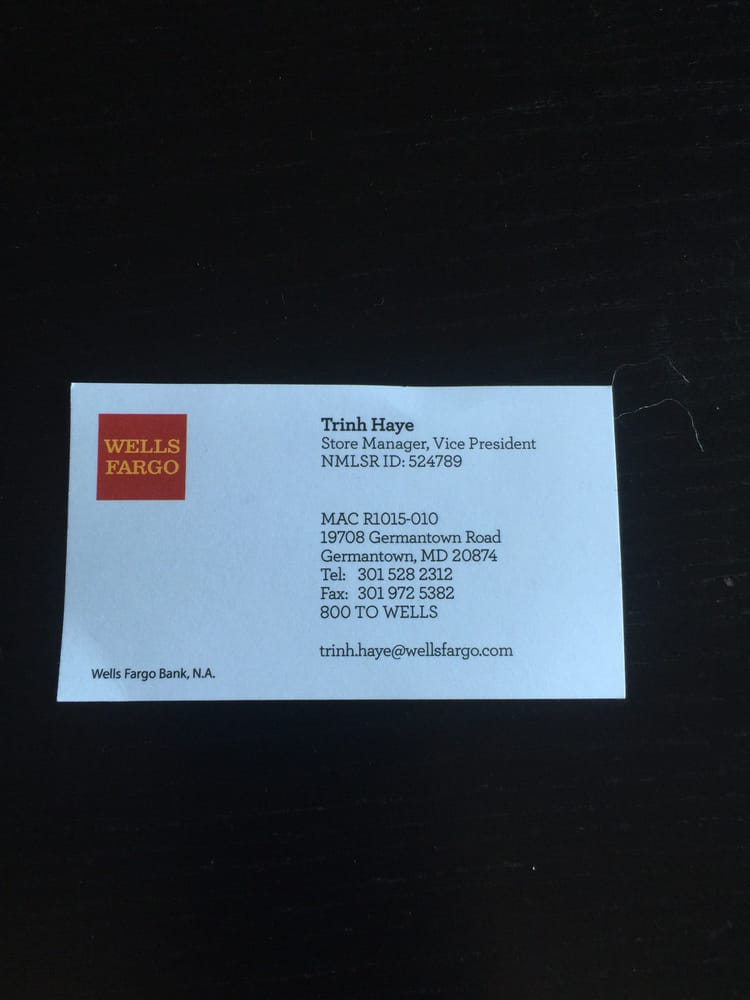 WELLS
FARGO
Trinh Haye
Store Manager, Vice President
NMLSR ID: 524789
MAC R1015-010
19708 Germantown Road
Germantown, MD 20874
Tel: 301 528 2312
Fax: 301 972 5382
800 TO WELLS
trinh.haye@wellsfargo.com
Wells Fargo Bank, N.A.